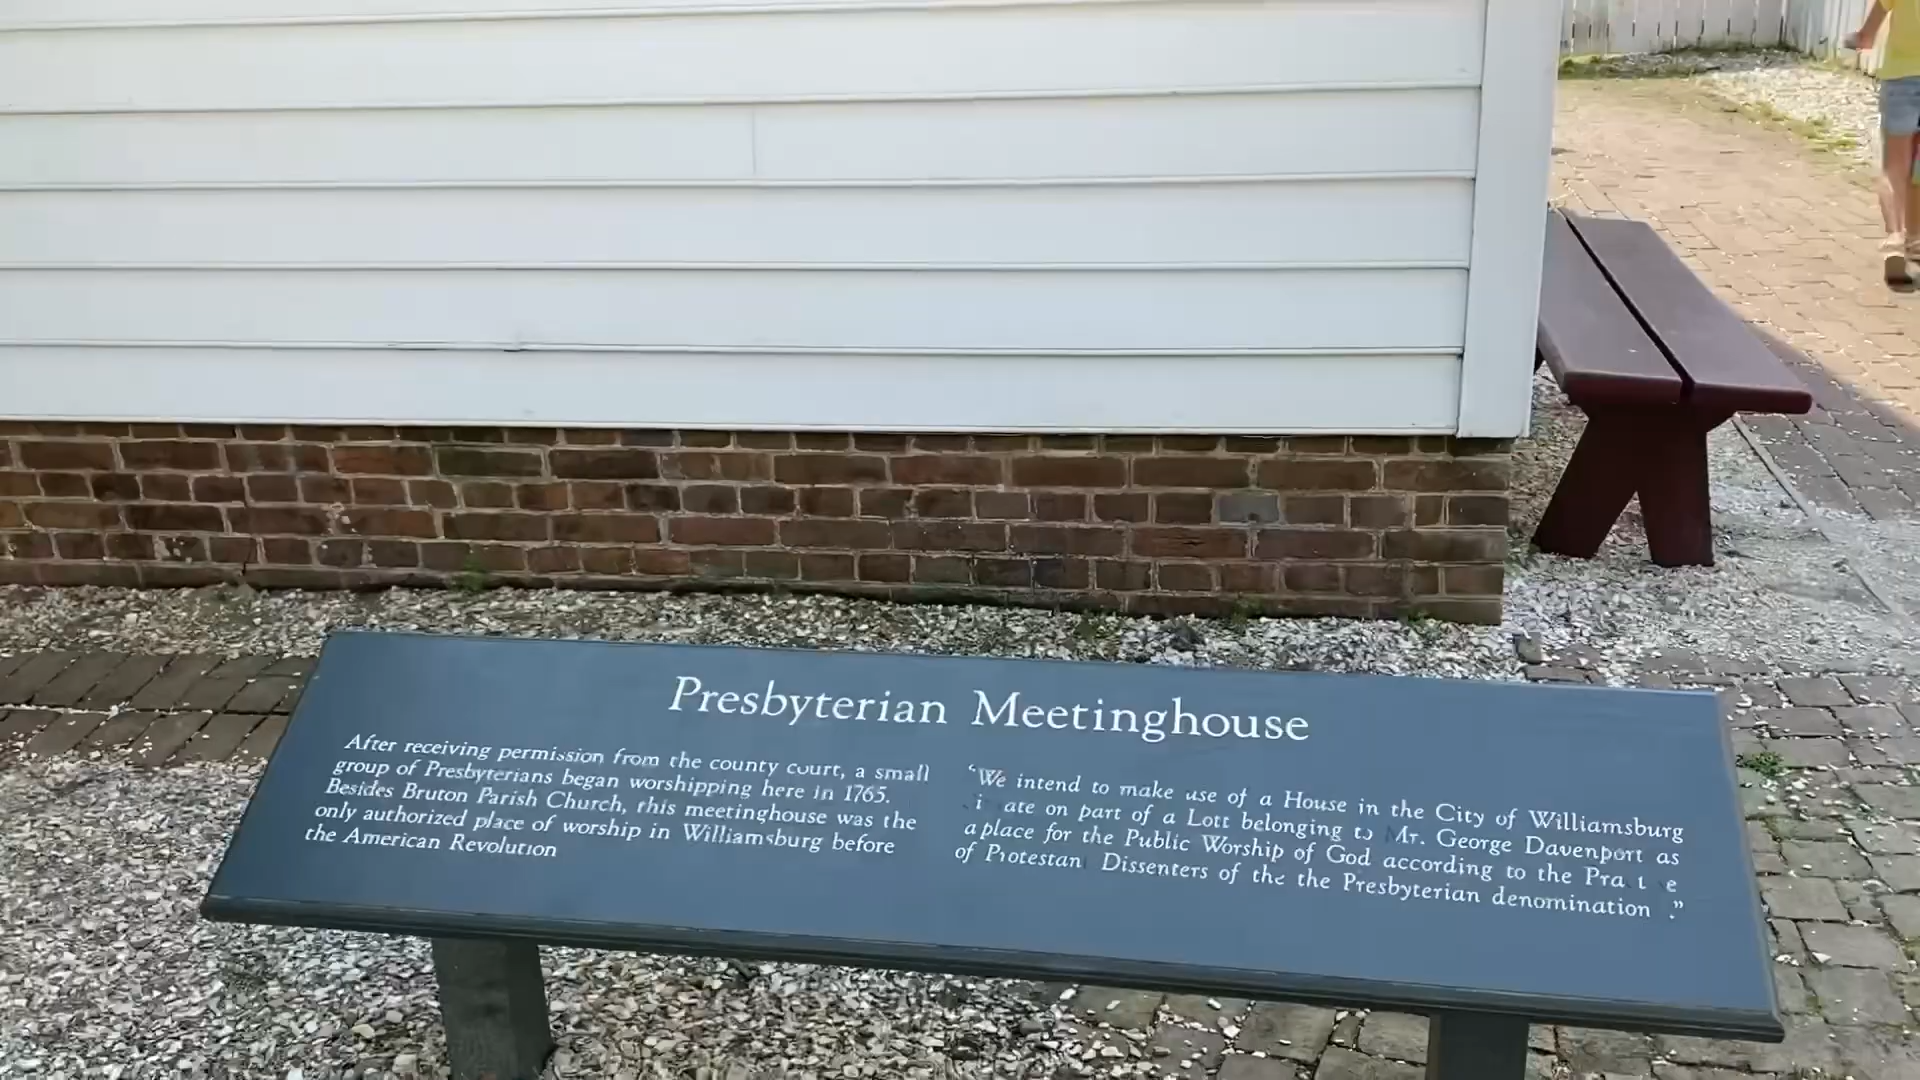 Presbyterian Meetinghouse
After receiving permission from the county court, a small
group of Presbyterians began worshipping here in 1765.
Besides Bruton Parish Church, this meetinghouse was the
only authorized place of worship in Williamsburg before
the American Revolution
“We intend to make use of a House in the City of Williamsburg
on part of a Lott belonging to Mr. George Davenport as
a place for the Public Worship of God according to the
of Protestan Dissenters of the the Presbyterian denomination .”